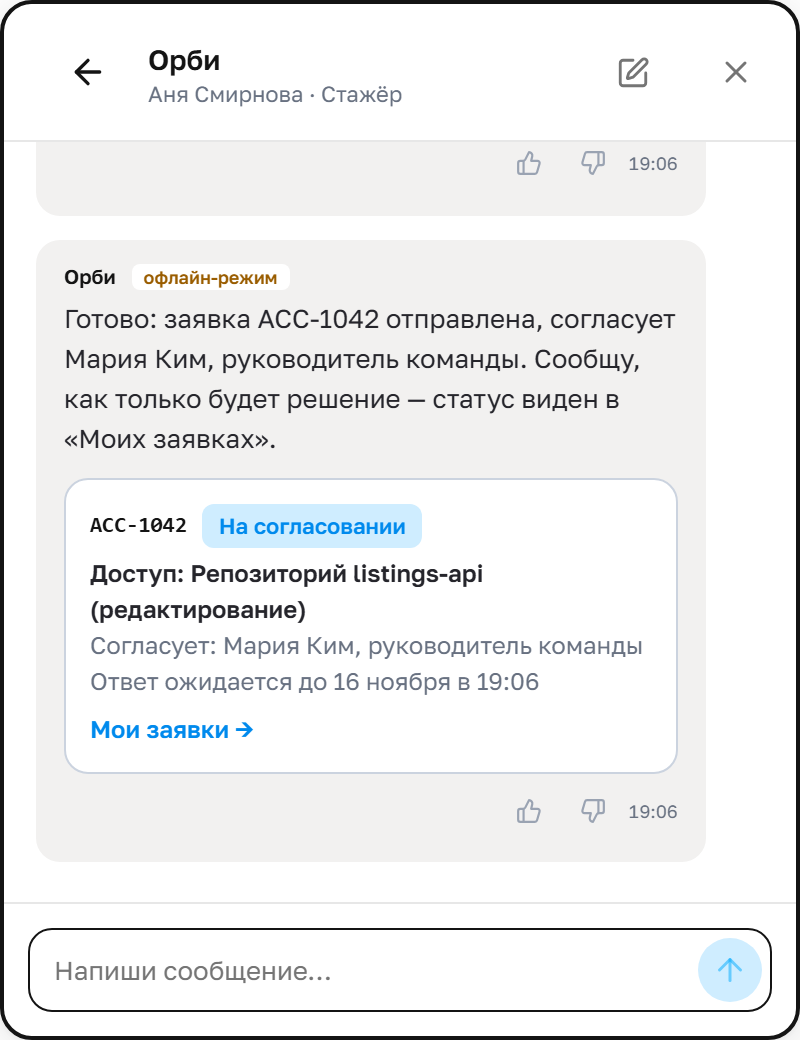 Орби
Аня Смирнова · Стажёр
19:06
Орби офлайн-режим
Готово: заявка ACC-1042 отправлена, согласует
Мария Ким, руководитель команды. Сообщу,
как только будет решение — статус виден в
«Моих заявках».
ACC-1042 На согласовании
Доступ: Репозиторий listings-api
(редактирование)
Согласует: Мария Ким, руководитель команды
Ответ ожидается до 16 ноября в 19:06
Мои заявки →
19:06
Напиши сообщение...